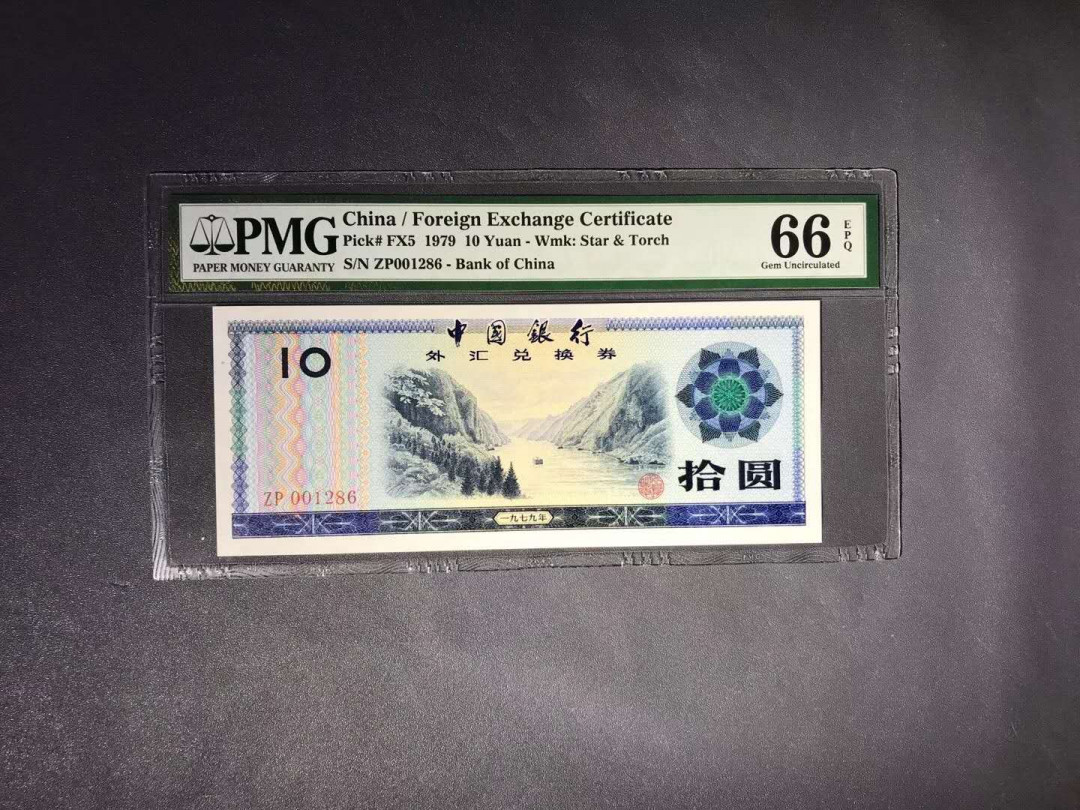 PMG
PAPER MONEY GUARANTY
China / Foreign Exchange Certificate
Pick# FX5 1979 10 Yuan - Wmk: Star & Torch
S/N ZP001286 - Bank of China
66
EPQ
Gem Uncirculated
中國銀行
外汇兑换券
10
拾圆
ZP 001286
一九七九年